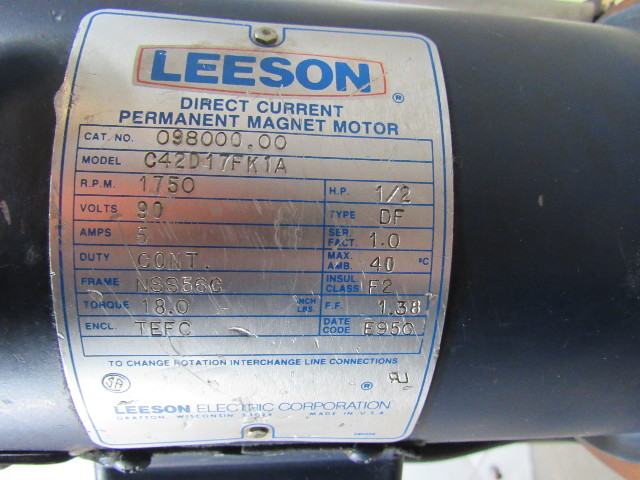 LEESON ®
DIRECT CURRENT
PERMANENT MAGNET MOTOR
CAT. NO. 098000.00
MODEL C42D17FK1A
R.P.M. 1750 H.P. 1/2
VOLTS 90 TYPE DF
AMPS 5 SER. FACT. 1.0
DUTY CONT. MAX. AMB. 40 °C
FRAME NSS56C INSUL CLASS F2
TORQUE 18.0 INCH LBS. F.F. 1.38
ENCL TEFC DATE CODE E95C
TO CHANGE ROTATION INTERCHANGE LINE CONNECTIONS
SA ®
LEESON ELECTRIC CORPORATION
GRAFTON, WISCONSIN 53024 MADE IN U.S.A.